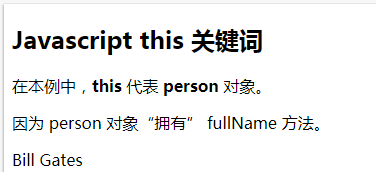 Javascript this 关键词
在本例中，this 代表 person 对象。
因为 person 对象“拥有” fullName 方法。
Bill Gates